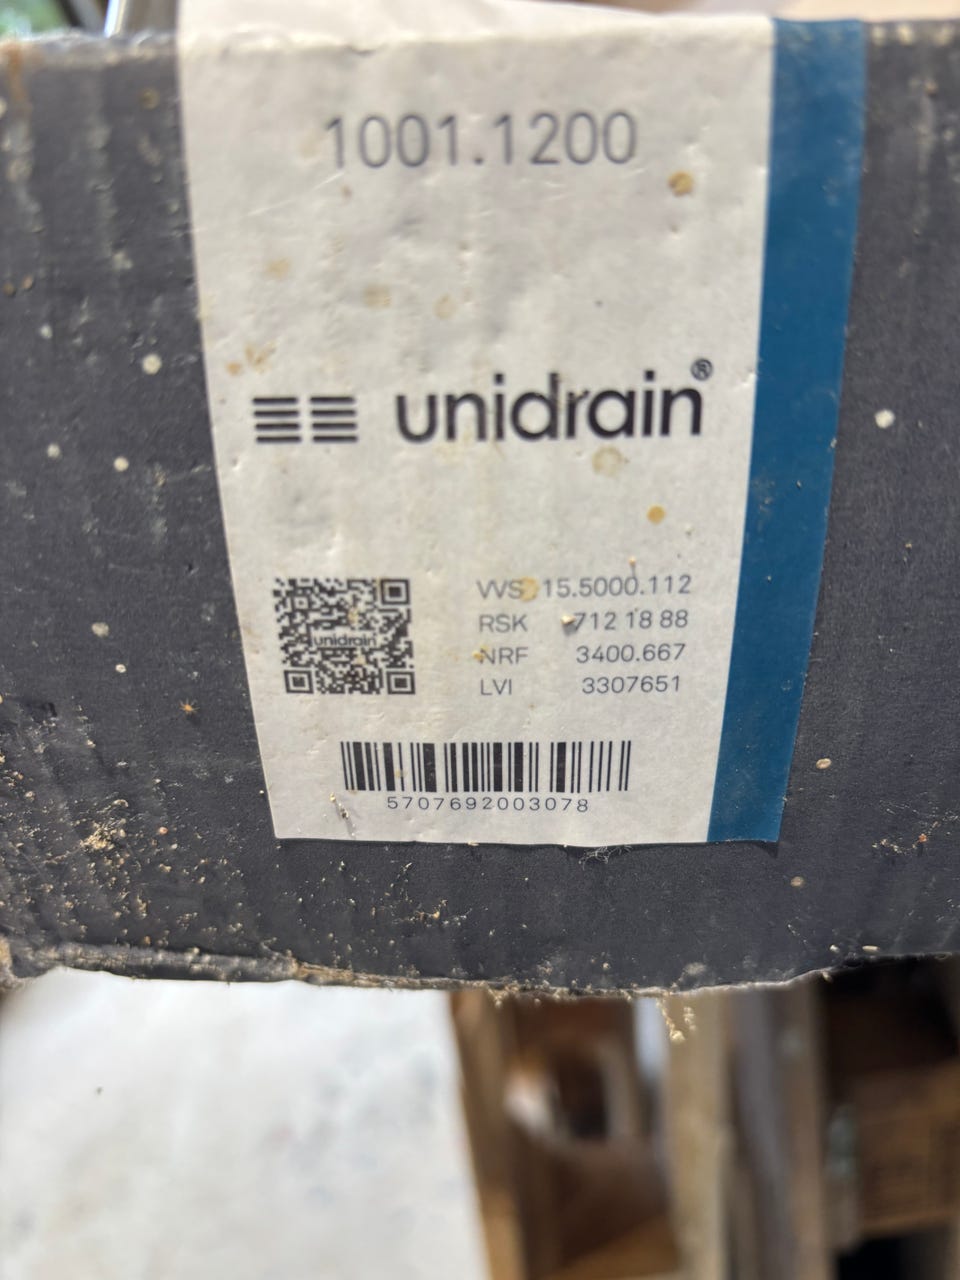 1001.1200
unidrain®
unidrain
VVS 15.5000.112
RSK 712 18 88
NRF 3400.667
LVI 3307651
5707692003078